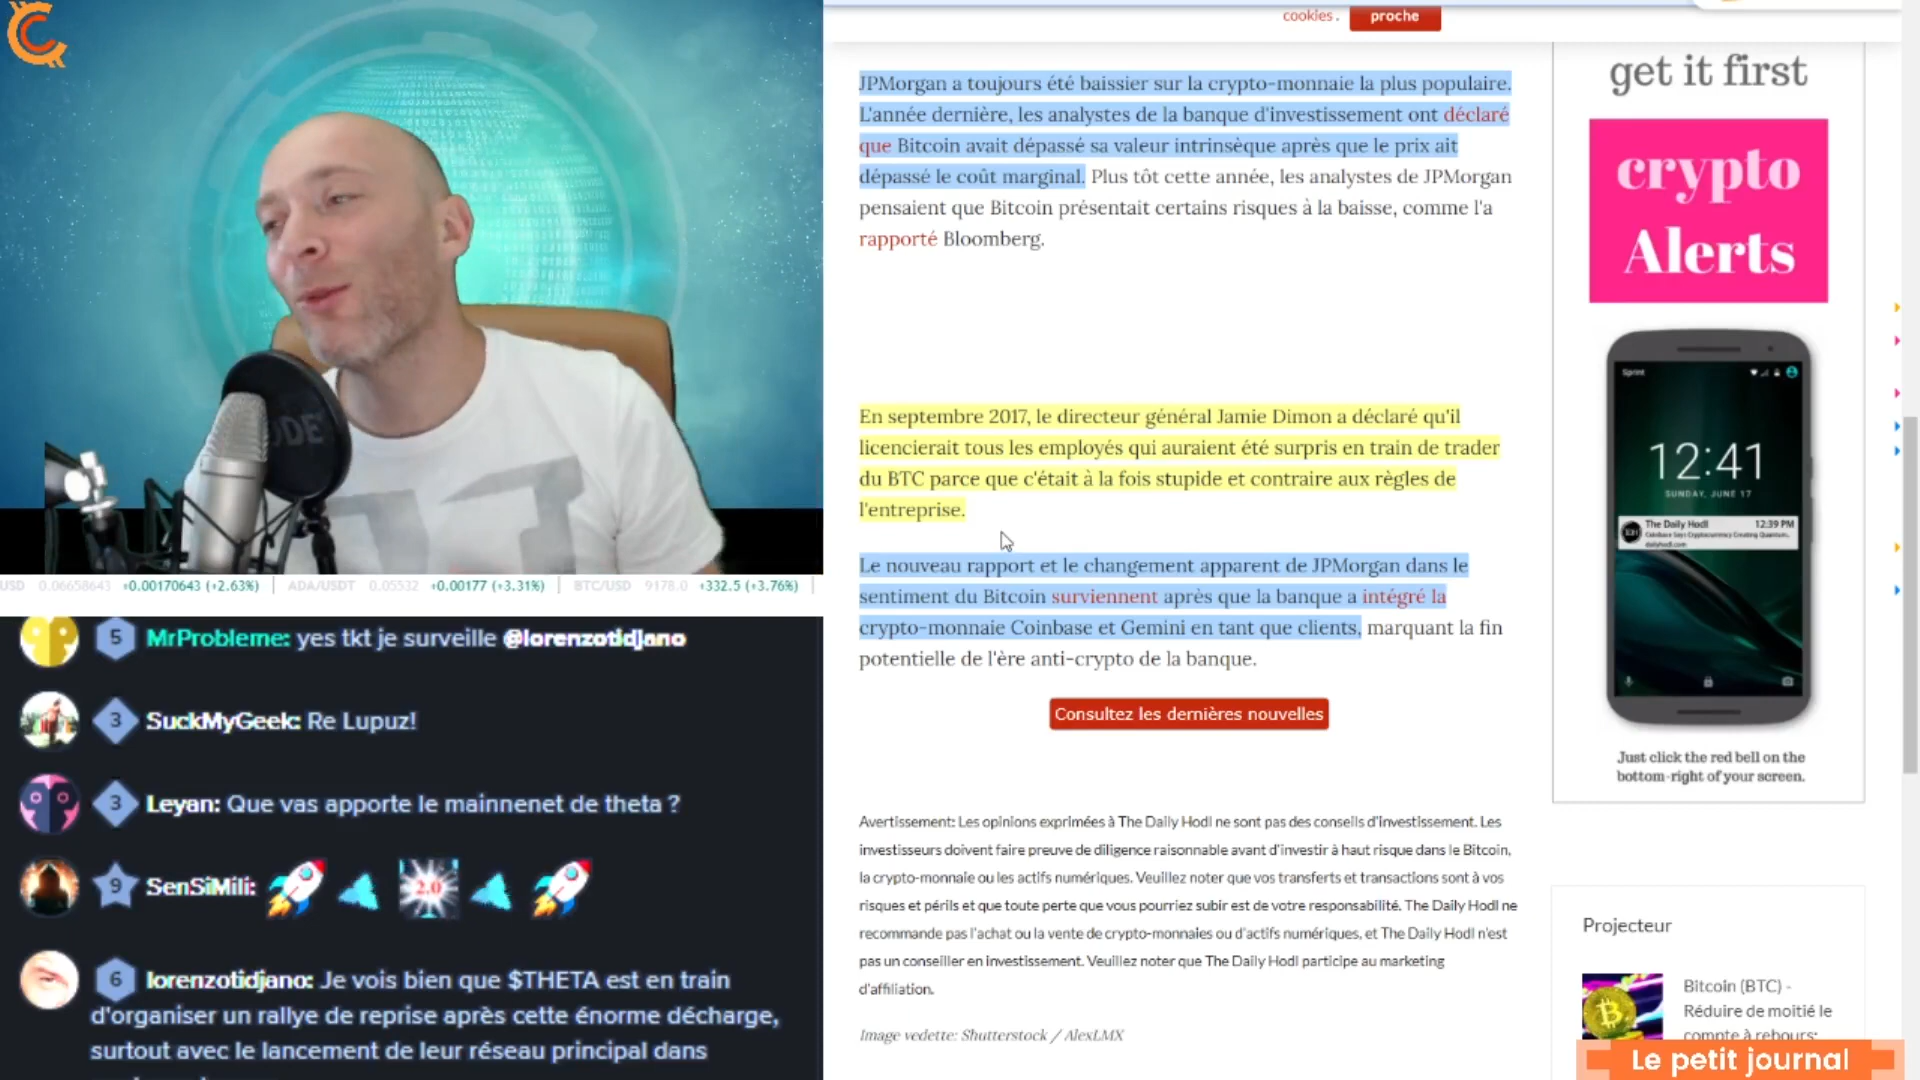 cookies .
proche
JPMorgan a toujours été baissier sur la crypto-monnaie la plus populaire.
L'année dernière, les analystes de la banque d'investissement ont déclaré
que Bitcoin avait dépassé sa valeur intrinsèque après que le prix ait
dépassé le coût marginal. Plus tôt cette année, les analystes de JPMorgan
pensaient que Bitcoin présentait certains risques à la baisse, comme l'a
rapporté Bloomberg.
En septembre 2017, le directeur général Jamie Dimon a déclaré qu'il
licencierait tous les employés qui auraient été surpris en train de trader
du BTC parce que c'était à la fois stupide et contraire aux règles de
l'entreprise.
Le nouveau rapport et le changement apparent de JPMorgan dans le
sentiment du Bitcoin surviennent après que la banque a intégré la
crypto-monnaie Coinbase et Gemini en tant que clients, marquant la fin
potentielle de l'ère anti-crypto de la banque.
Consultez les dernières nouvelles
Avertissement: Les opinions exprimées à The Daily Hodl ne sont pas des conseils d'investissement. Les
investisseurs doivent faire preuve de diligence raisonnable avant d'investir à haut risque dans le Bitcoin,
la crypto-monnaie ou les actifs numériques. Veuillez noter que vos transferts et transactions sont à vos
risques et périls et que toute perte que vous pourriez subir est de votre responsabilité. The Daily Hodl ne
recommande pas l'achat ou la vente de crypto-monnaies ou d'actifs numériques, et The Daily Hodl n'est
pas un conseiller en investissement. Veuillez noter que The Daily Hodl participe au marketing
d'affiliation.
Image vedette: Shutterstock / AlexLMX
get it first
crypto
Alerts
Sprint
12:41
SUNDAY, JUNE 17
The Daily Hodl 12:39 PM
Coinbase Says Cryptocurrency Creating Quantum..
dailyhodl.com
Just click the red bell on the
bottom-right of your screen.
Projecteur
Bitcoin (BTC) -
Réduire de moitié le
compte à rebours:
Le petit journal
ODE
USD 0.06658643 +0.00170643 (+2.63%) ADA/USDT 0.05532 +0.00177 (+3.31%) BTC/USD 9178.0 +332.5 (+3.76%)
5 MrProbleme: yes tkt je surveille @lorenzotidjano
3 SuckMyGeek: Re Lupuz!
3 Leyan: Que vas apporte le mainnenet de theta ?
9 SenSiMili: 2.0
6 lorenzotidjano: Je vois bien que $THETA est en train
d'organiser un rallye de reprise après cette énorme décharge,
surtout avec le lancement de leur réseau principal dans